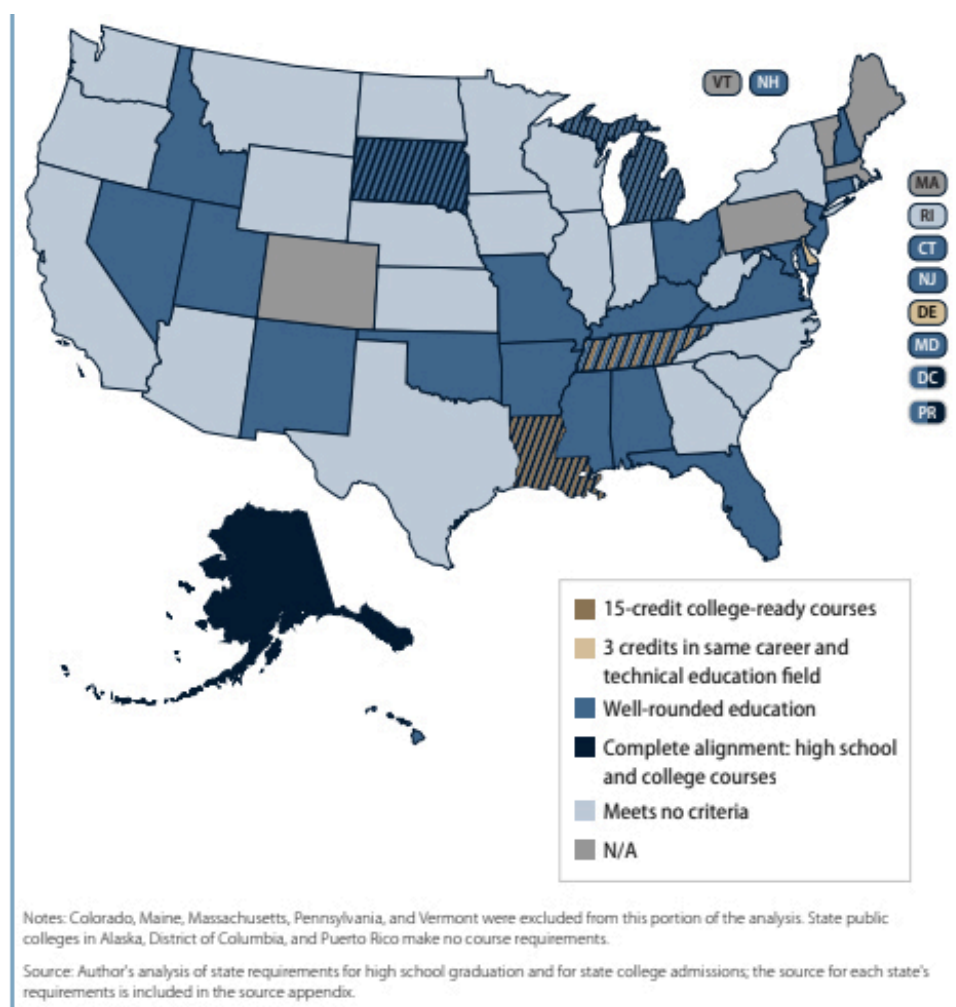 VT NH
MA
RI
CT
NJ
DE
MD
DC
PR
15-credit college-ready courses
3 credits in same career and
technical education field
Well-rounded education
Complete alignment: high school
and college courses
Meets no criteria
N/A
Notes: Colorado, Maine, Massachusetts, Pennsylvania, and Vermont were excluded from this portion of the analysis. State public
colleges in Alaska, District of Columbia, and Puerto Rico make no course requirements.
Source: Author's analysis of state requirements for high school graduation and for state college admissions; the source for each state's
requirements is included in the source appendix.